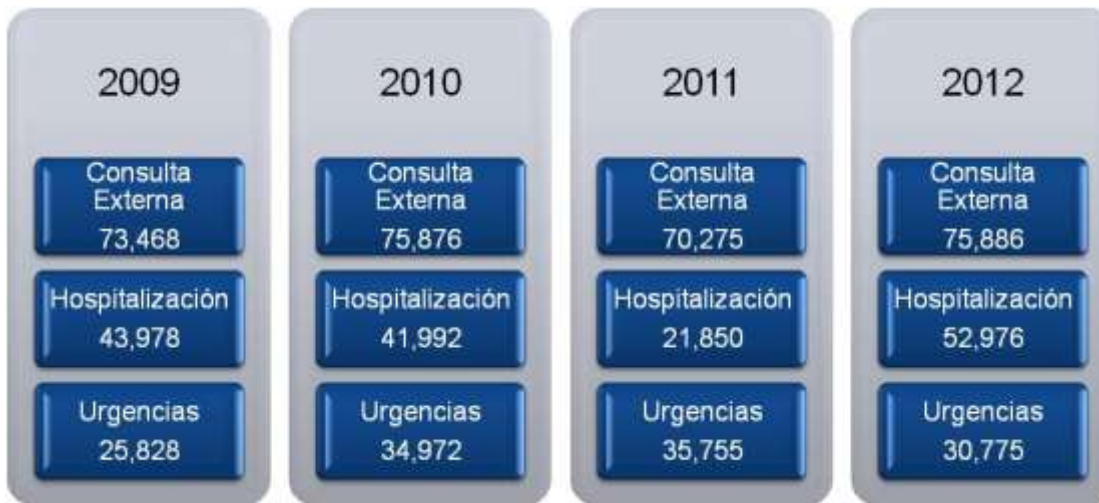 2009
Consulta
Externa
73,468
Hospitalización
43,978
Urgencias
25,828
2010
Consulta
Externa
75,876
Hospitalización
41,992
Urgencias
34,972
2011
Consulta
Externa
70,275
Hospitalización
21,850
Urgencias
35,755
2012
Consulta
Externa
75,886
Hospitalización
52,976
Urgencias
30,775